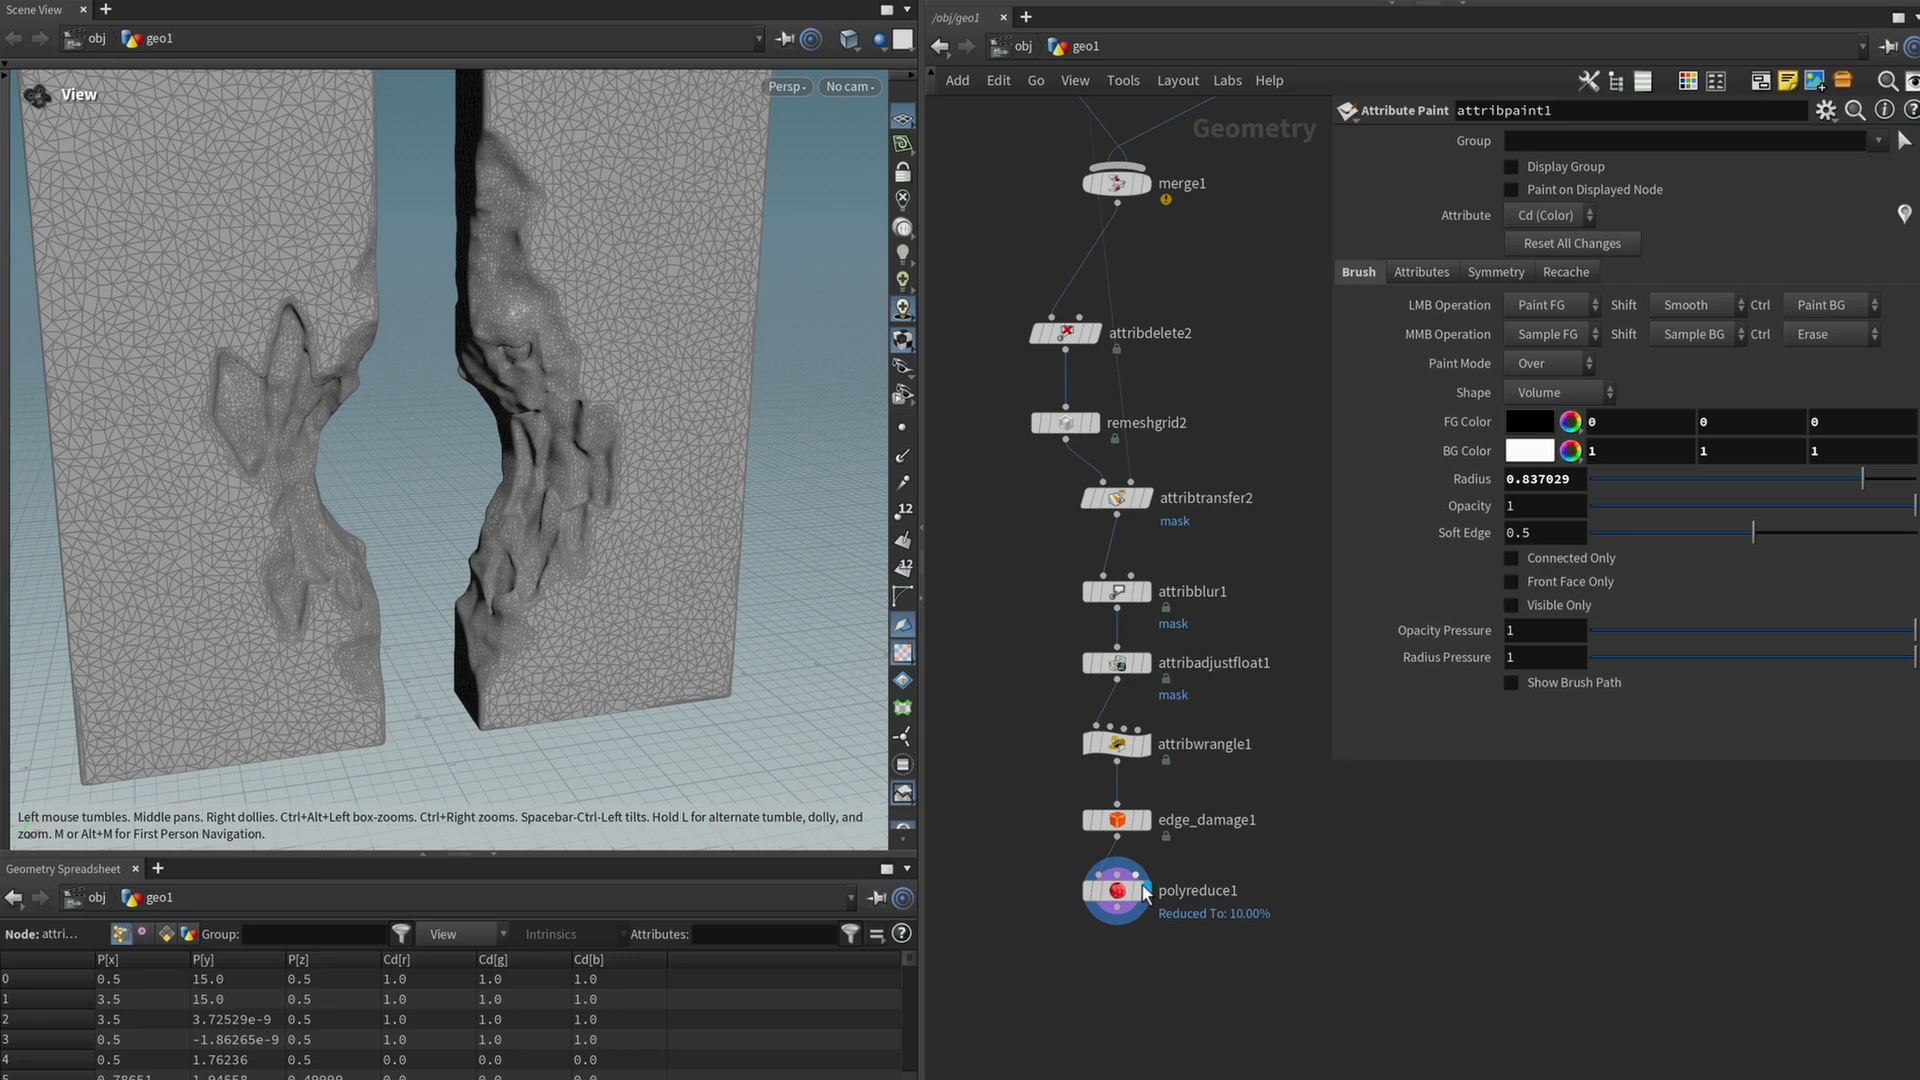 Scene View
obj geo1
View
Persp
No cam
12
12
Left mouse tumbles. Middle pans. Right dollies. Ctrl+Alt+Left box-zooms. Ctrl+Right zooms. Spacebar-Ctrl-Left tilts. Hold L for alternate tumble, dolly, and
zoom. M or Alt+M for First Person Navigation.
Geometry Spreadsheet
obj geo1
Node: attri... Group: View Intrinsics Attributes:
P[x] P[y] P[z] Cd[r] Cd[g] Cd[b]
0 0.5 15.0 0.5 1.0 1.0 1.0
1 3.5 15.0 0.5 1.0 1.0 1.0
2 3.5 3.72529e-9 0.5 1.0 1.0 1.0
3 0.5 -1.86265e-9 0.5 1.0 1.0 1.0
4 0.5 1.76236 0.5 0.0 0.0 0.0
/obj/geo1
obj geo1
Add Edit Go View Tools Layout Labs Help
Geometry
merge1
attribdelete2
remeshgrid2
attribtransfer2
mask
attribblur1
mask
attribadjustfloat1
mask
attribwrangle1
edge_damage1
polyreduce1
Reduced To: 10.00%
Attribute Paint attribpaint1
Group
Display Group
Paint on Displayed Node
Attribute Cd (Color)
Reset All Changes
Brush Attributes Symmetry Recache
LMB Operation Paint FG Shift Smooth Ctrl Paint BG
MMB Operation Sample FG Shift Sample BG Ctrl Erase
Paint Mode Over
Shape Volume
FG Color 0 0 0
BG Color 1 1 1
Radius 0.837029
Opacity 1
Soft Edge 0.5
Connected Only
Front Face Only
Visible Only
Opacity Pressure 1
Radius Pressure 1
Show Brush Path